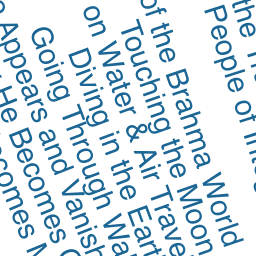 the
People of
of the Brahma World
Touching the Moon
on Water & Air Trave
Diving in the Eart
Going Through Wa
Appears and Vanish
He Becomes
ecomes